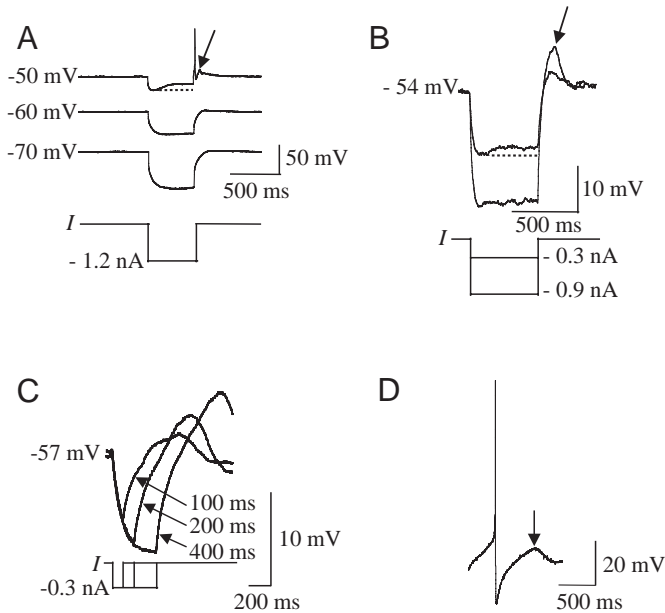 A
-50 mV
-60 mV
-70 mV
50 mV
500 ms
I
- 1.2 nA
B
- 54 mV
10 mV
500 ms
I
- 0.3 nA
- 0.9 nA
C
-57 mV
100 ms
200 ms
400 ms
I
-0.3 nA
10 mV
200 ms
D
20 mV
500 ms